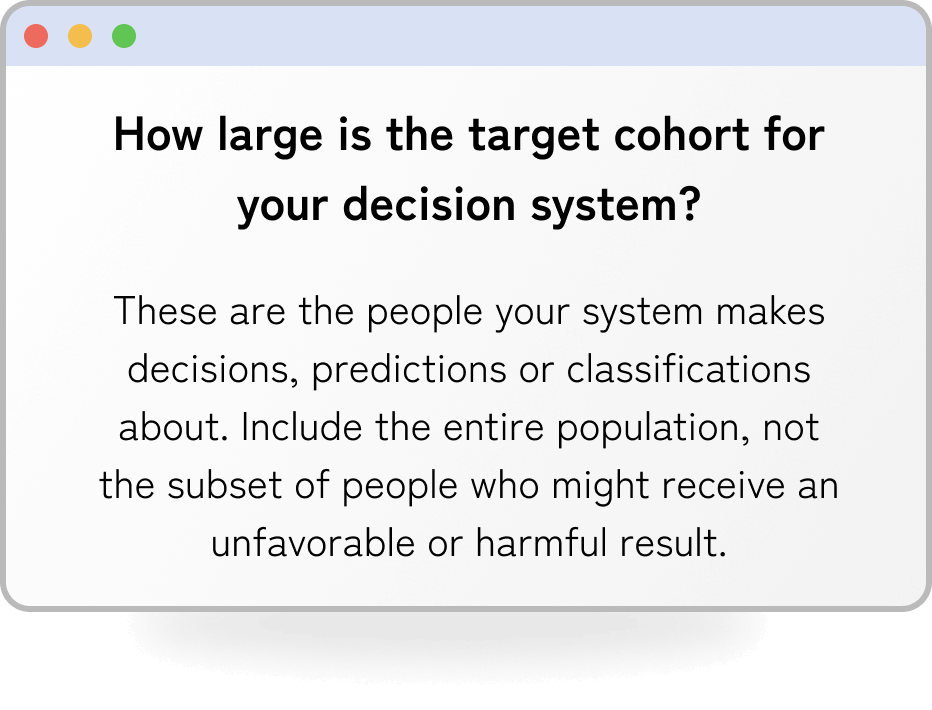 How large is the target cohort for
your decision system?
These are the people your system makes
decisions, predictions or classifications
about. Include the entire population, not
the subset of people who might receive an
unfavorable or harmful result.